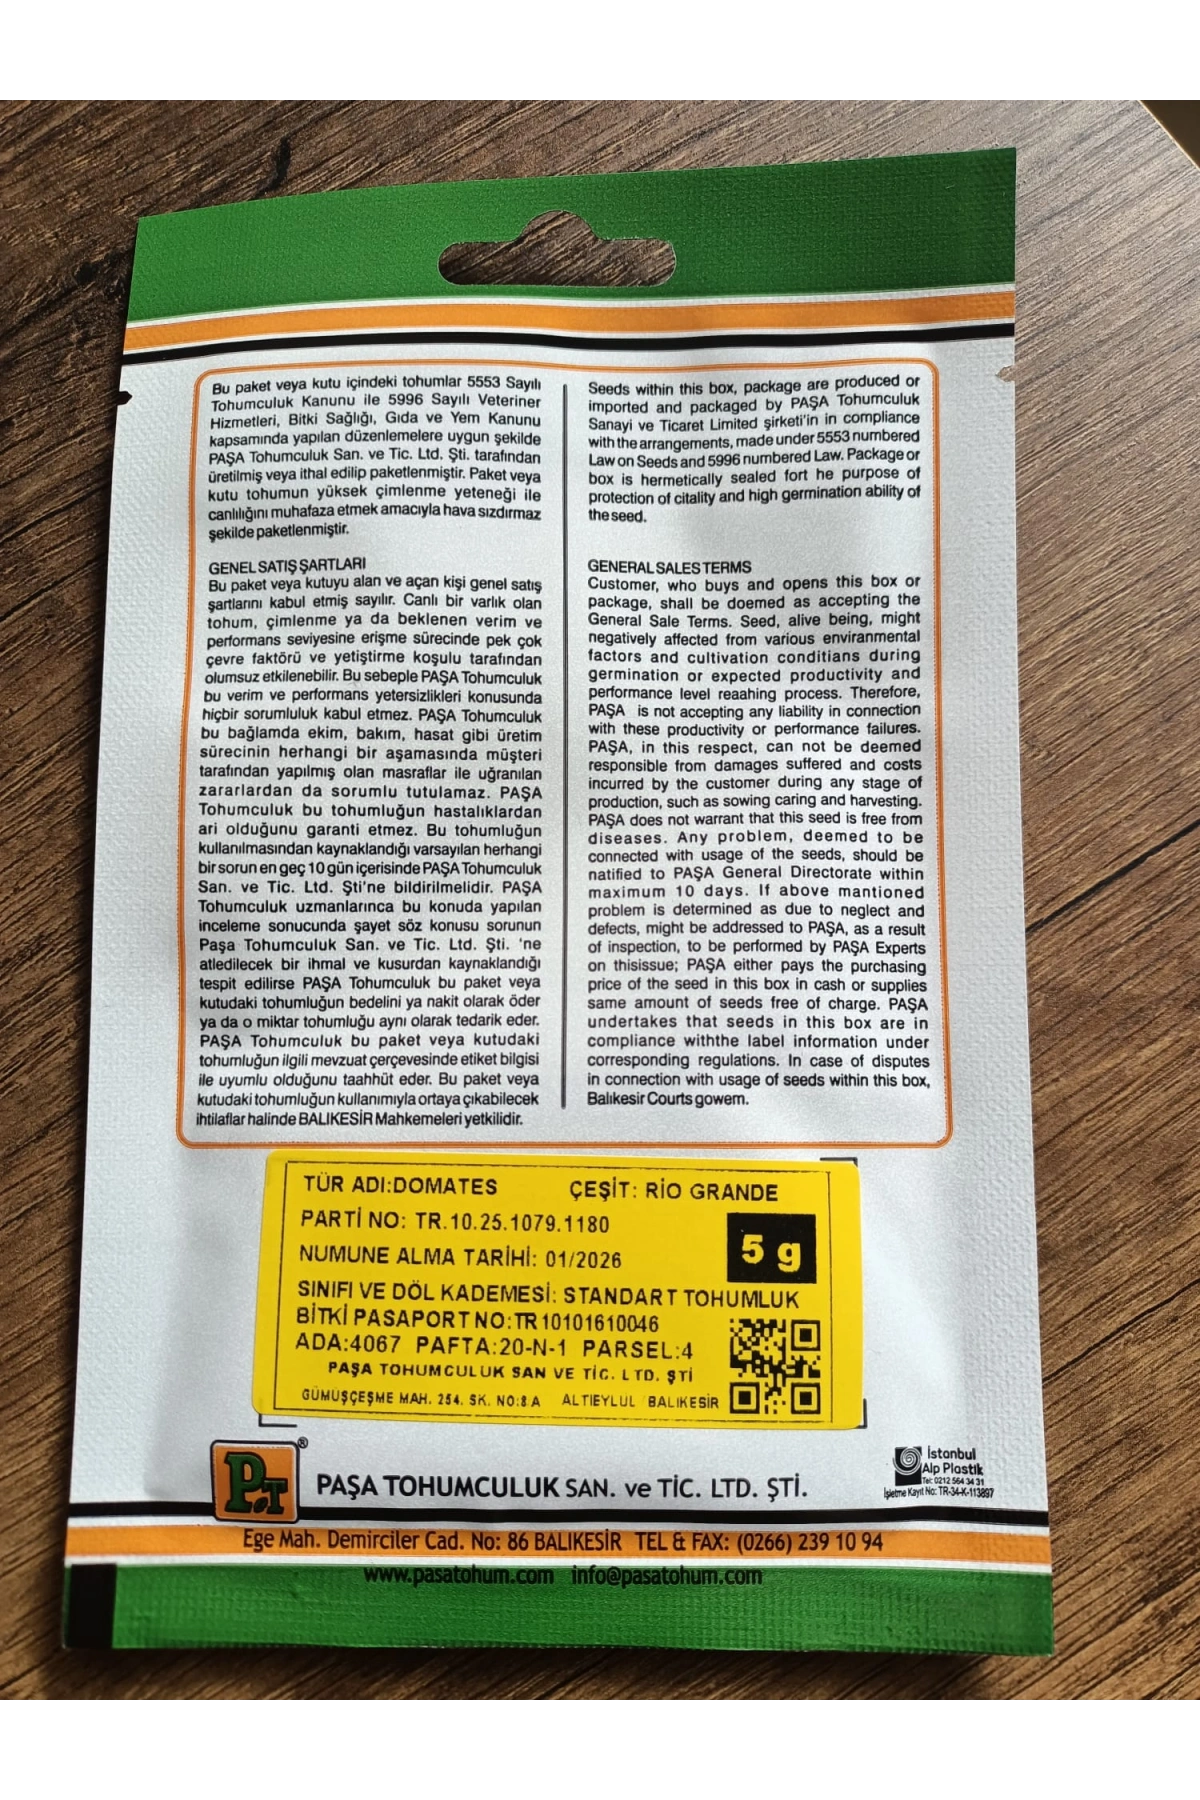 Bu paket veya kutu içindeki tohumlar 5553 Sayılı
Tohumculuk Kanunu ile 5996 Sayılı Veteriner
Hizmetleri, Bitki Sağlığı, Gıda ve Yem Kanunu
kapsamında yapılan düzenlemelere uygun şekilde
PAŞA Tohumculuk San. ve Tic. Ltd. Şti. tarafından
üretilmiş veya ithal edilip paketlenmiştir. Paket veya
kutu tohumun yüksek çimlenme yeteneği ile
canlılığını muhafaza etmek amacıyla hava sızdırmaz
şekilde paketlenmiştir.
GENEL SATIŞ ŞARTLARI
Bu paket veya kutuyu alan ve açan kişi genel satış
şartlarını kabul etmiş sayılır. Canlı bir varlık olan
tohum, çimlenme ya da beklenen verim ve
performans seviyesine erişme sürecinde pek çok
çevre faktörü ve yetiştirme koşulu tarafından
olumsuz etkilenebilir. Bu sebeple PAŞA Tohumculuk
bu verim ve performans yetersizlikleri konusunda
hiçbir sorumluluk kabul etmez. PAŞA Tohumculuk
bu bağlamda ekim, bakım, hasat gibi üretim
sürecinin herhangi bir aşamasında müşteri
tarafından yapılmış olan masraflar ile uğranılan
zararlardan da sorumlu tutulamaz. PAŞA
Tohumculuk bu tohumluğun hastalıklardan
ari olduğunu garanti etmez. Bu tohumluğun
kullanılmasından kaynaklandığı varsayılan herhangi
bir sorun en geç 10 gün içerisinde PAŞA Tohumculuk
San. ve Tic. Ltd. Şti'ne bildirilmelidir. PAŞA
Tohumculuk uzmanlarınca bu konuda yapılan
inceleme sonucunda şayet söz konusu sorunun
Paşa Tohumculuk San. ve Tic. Ltd. Şti. 'ne
atledilecek bir ihmal ve kusurdan kaynaklandığı
tespit edilirse PAŞA Tohumculuk bu paket veya
kutudaki tohumluğun bedelini ya nakit olarak öder
ya da o miktar tohumluğu aynı olarak tedarik eder.
PAŞA Tohumculuk bu paket veya kutudaki
tohumluğun ilgili mevzuat çerçevesinde etiket bilgisi
ile uyumlu olduğunu taahhüt eder. Bu paket veya
kutudaki tohumluğun kullanımıyla ortaya çıkabilecek
ihtilaflar halinde BALIKESİR Mahkemeleri yetkilidir.
Seeds within this box, package are produced or
imported and packaged by PAŞA Tohumculuk
Sanayi ve Ticaret Limited şirketi'in in compliance
with the arrangements, made under 5553 numbered
Law on Seeds and 5996 numbered Law. Package or
box is hermetically sealed fort he purpose of
protection of citality and high germination ability of
the seed.
GENERAL SALES TERMS
Customer, who buys and opens this box or
package, shall be doemed as accepting the
General Sale Terms. Seed, alive being, might
negatively affected from various enviranmental
factors and cultivation conditians during
germination or expected productivity and
performance level reaahing process. Therefore,
PAŞA is not accepting any liability in connection
with these productivity or performance failures.
PAŞA, in this respect, can not be deemed
responsible from damages suffered and costs
incurred by the customer during any stage of
production, such as sowing caring and harvesting.
PAŞA does not warrant that this seed is free from
diseases. Any problem, deemed to be
connected with usage of the seeds, should be
natified to PAŞA General Directorate within
maximum 10 days. If above mantioned
problem is determined as due to neglect and
defects, might be addressed to PAŞA, as a result
of inspection, to be performed by PAŞA Experts
on thisissue; PAŞA either pays the purchasing
price of the seed in this box in cash or supplies
same amount of seeds free of charge. PAŞA
undertakes that seeds in this box are in
compliance withthe label information under
corresponding regulations. In case of disputes
in connection with usage of seeds within this box,
Balıkesir Courts gowern.
TÜR ADI:DOMATES ÇEŞİT: RİO GRANDE
PARTİ NO: TR.10.25.1079.1180
5 g
NUMUNE ALMA TARİHİ: 01/2026
SINIFI VE DÖL KADEMESİ: STANDART TOHUMLUK
BİTKİ PASAPORT NO:TR 10101610046
ADA:4067 PAFTA:20-N-1 PARSEL:4
PAŞA TOHUMCULUK SAN VE TİC. LTD. ŞTİ
GÜMÜŞÇEŞME MAH. 254. SK. NO:8 A ALTIEYLUL BALIKESİR
P.T ®
PAŞA TOHUMCULUK SAN. ve TİC. LTD. ŞTİ.
İstonbul
Alp Plastik
Tel: 0212 564 34 31
İşletme Kayıt No: TR-34-K-113897
Ege Mah. Demirciler Cad. No: 86 BALIKESİR TEL & FAX: (0266) 239 10 94
www.pasatohum.com info@pasatohum.com